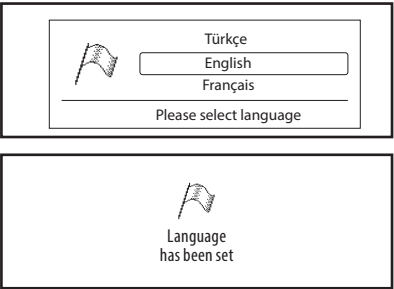 Türkçe
English
Français
Please select language
Language
has been set